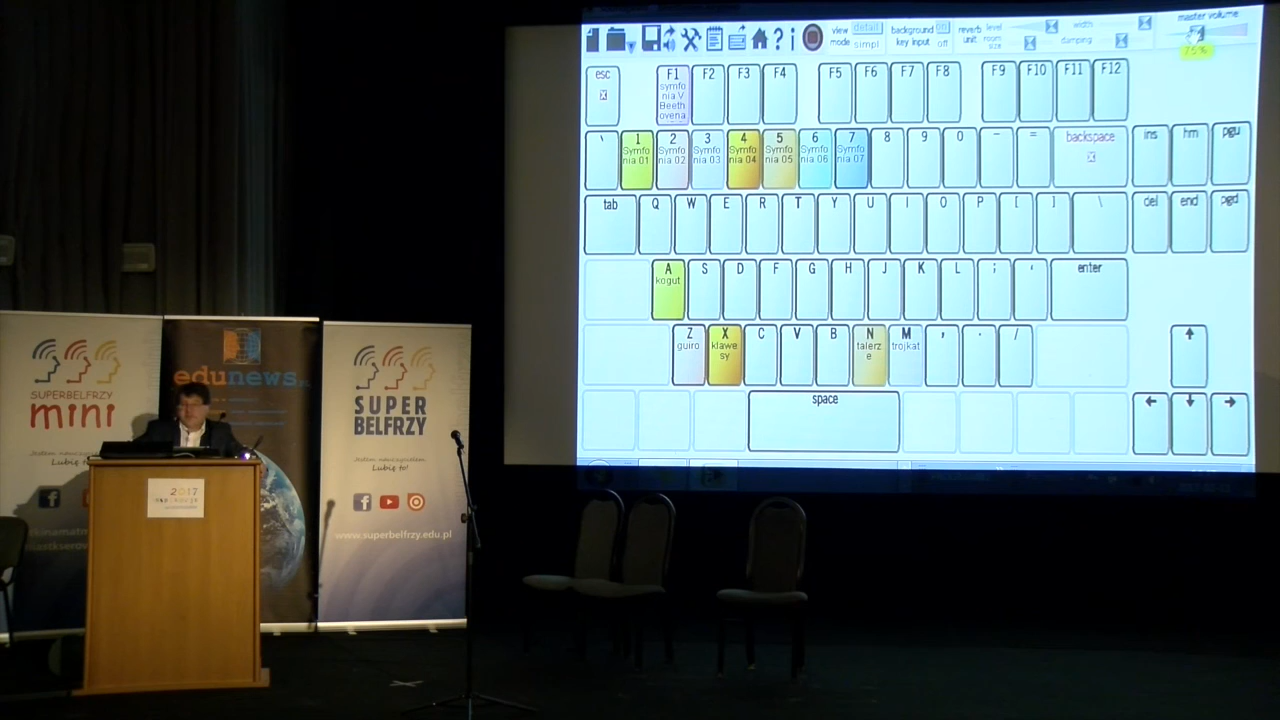 view
mode
detail
simpl
background
key input
on
off
reverb
unit
level
room
size
width
damping
master volume
75%
esc
x
F1
symfo
nia V
Beeth
ovena
F2
F3
F4
F5
F6
F7
F8
F9
F10
F11
F12
`
1
Symfo
nia 01
2
Symfo
nia 02
3
Symfo
nia 03
4
Symfo
nia 04
5
Symfo
nia 05
6
Symfo
nia 06
7
Symfo
nia 07
8
9
0
-
=
backspace
x
ins
hm
pgu
tab
Q
W
E
R
T
Y
U
I
O
P
[
]
\
del
end
pgd
A
kogut
S
D
F
G
H
J
K
L
;
'
enter
Z
guiro
X
klawe
sy
C
V
B
N
talerz
e
M
trojkat
,
.
/
space
SUPERBELFRZY
mini
Lubię to!
edunews
SUPER
BELFRZY
Jestem nauczycielem
Lubię to!
www.superbelfrzy.edu.pl
2017